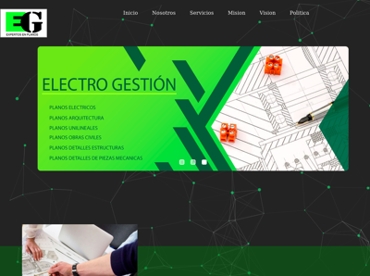 Inicio Nosotros Servicios Mision Vision Politica
EG
EXPERTOS EN PLANOS
ELECTRO GESTIÓN
PLANOS ELECTRICOS
PLANOS ARQUITECTURA
PLANOS UNILINEALES
PLANOS OBRAS CIVILES
PLANOS DETALLES ESTRUCTURAS
PLANOS DETALLES DE PIEZAS MECANICAS